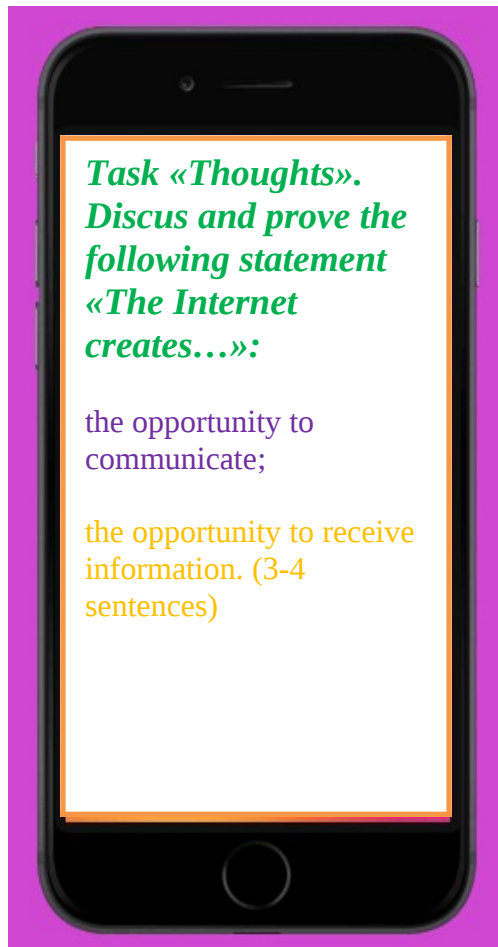 Task «Thoughts».
Discus and prove the
following statement
«The Internet
creates…»:
the opportunity to
communicate;
the opportunity to receive
information. (3-4
sentences)